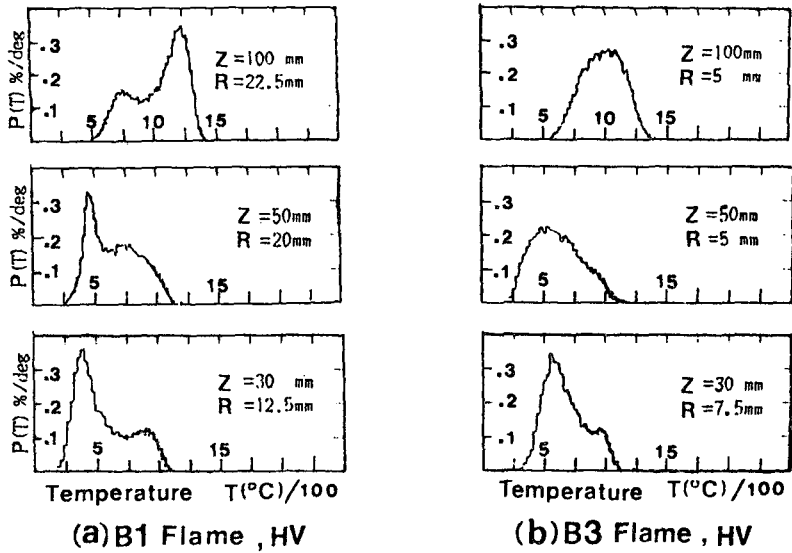 P(T) %/deg
.3
.2
.1
5 10 15
Z=100 mm
R=22.5mm
.3
.2
.1
5 10 15
Z=100mm
R=5 mm
P(T) %/deg
.3
.2
.1
5 15
Z=50mm
R=20mm
.3
.2
.1
5 15
Z=50mm
R=5 mm
P(T) %/deg
.3
.2
.1
5 15
Z=30 mm
R=12.5mm
.3
.2
.1
5 15
Z=30 mm
R=7.5mm
Temperature T(°C)/100
Temperature T(°C)/100
(a) B1 Flame , HV
(b) B3 Flame , HV